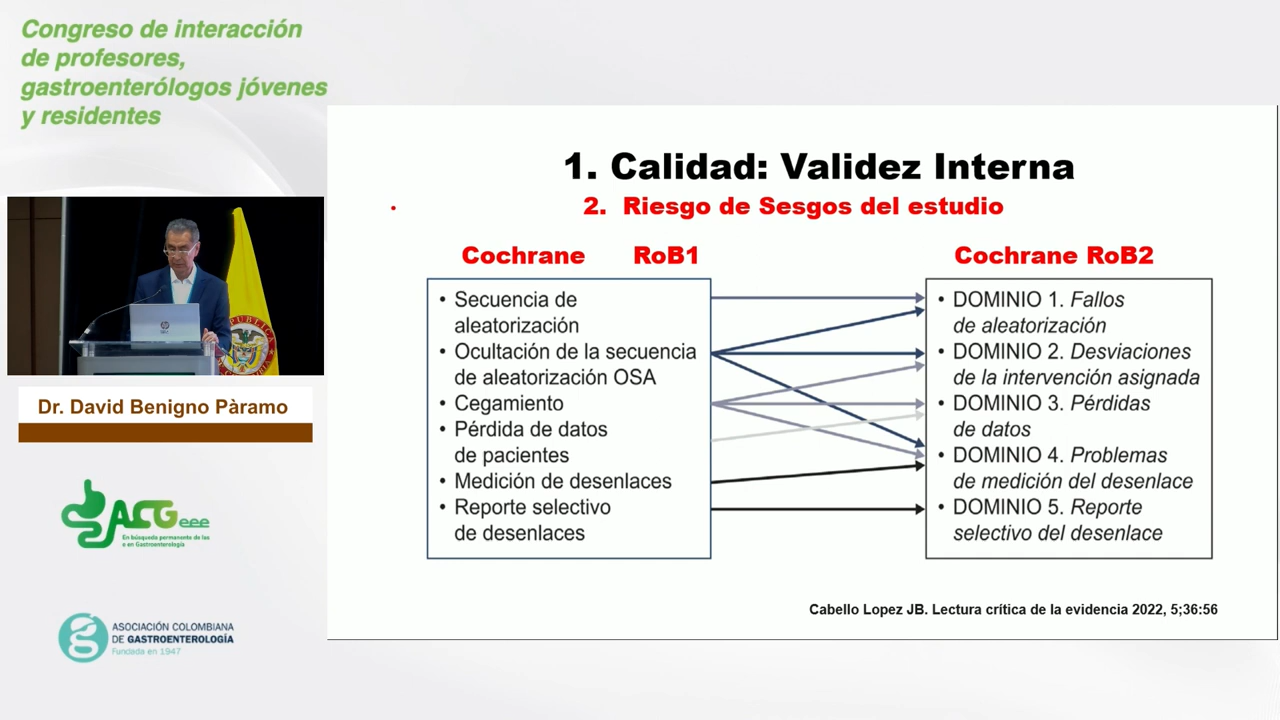 Congreso de interacción
de profesores,
gastroenterólogos jóvenes
y residentes
1. Calidad: Validez Interna
2. Riesgo de Sesgos del estudio
Cochrane RoB1
Cochrane RoB2
• Secuencia de
aleatorización
• Ocultación de la secuencia
de aleatorización OSA
• Cegamiento
• Pérdida de datos
de pacientes
• Medición de desenlaces
• Reporte selectivo
de desenlaces
• DOMINIO 1. Fallos
de aleatorización
• DOMINIO 2. Desviaciones
de la intervención asignada
• DOMINIO 3. Pérdidas
de datos
• DOMINIO 4. Problemas
de medición del desenlace
• DOMINIO 5. Reporte
selectivo del desenlace
Cabello Lopez JB. Lectura crítica de la evidencia 2022, 5;36:56
Dr. David Benigno Pàramo
ACGeee
En búsqueda permanente de las
e en Gastroenterología
ASOCIACIÓN COLOMBIANA
DE GASTROENTEROLOGÍA
Fundada en 1947